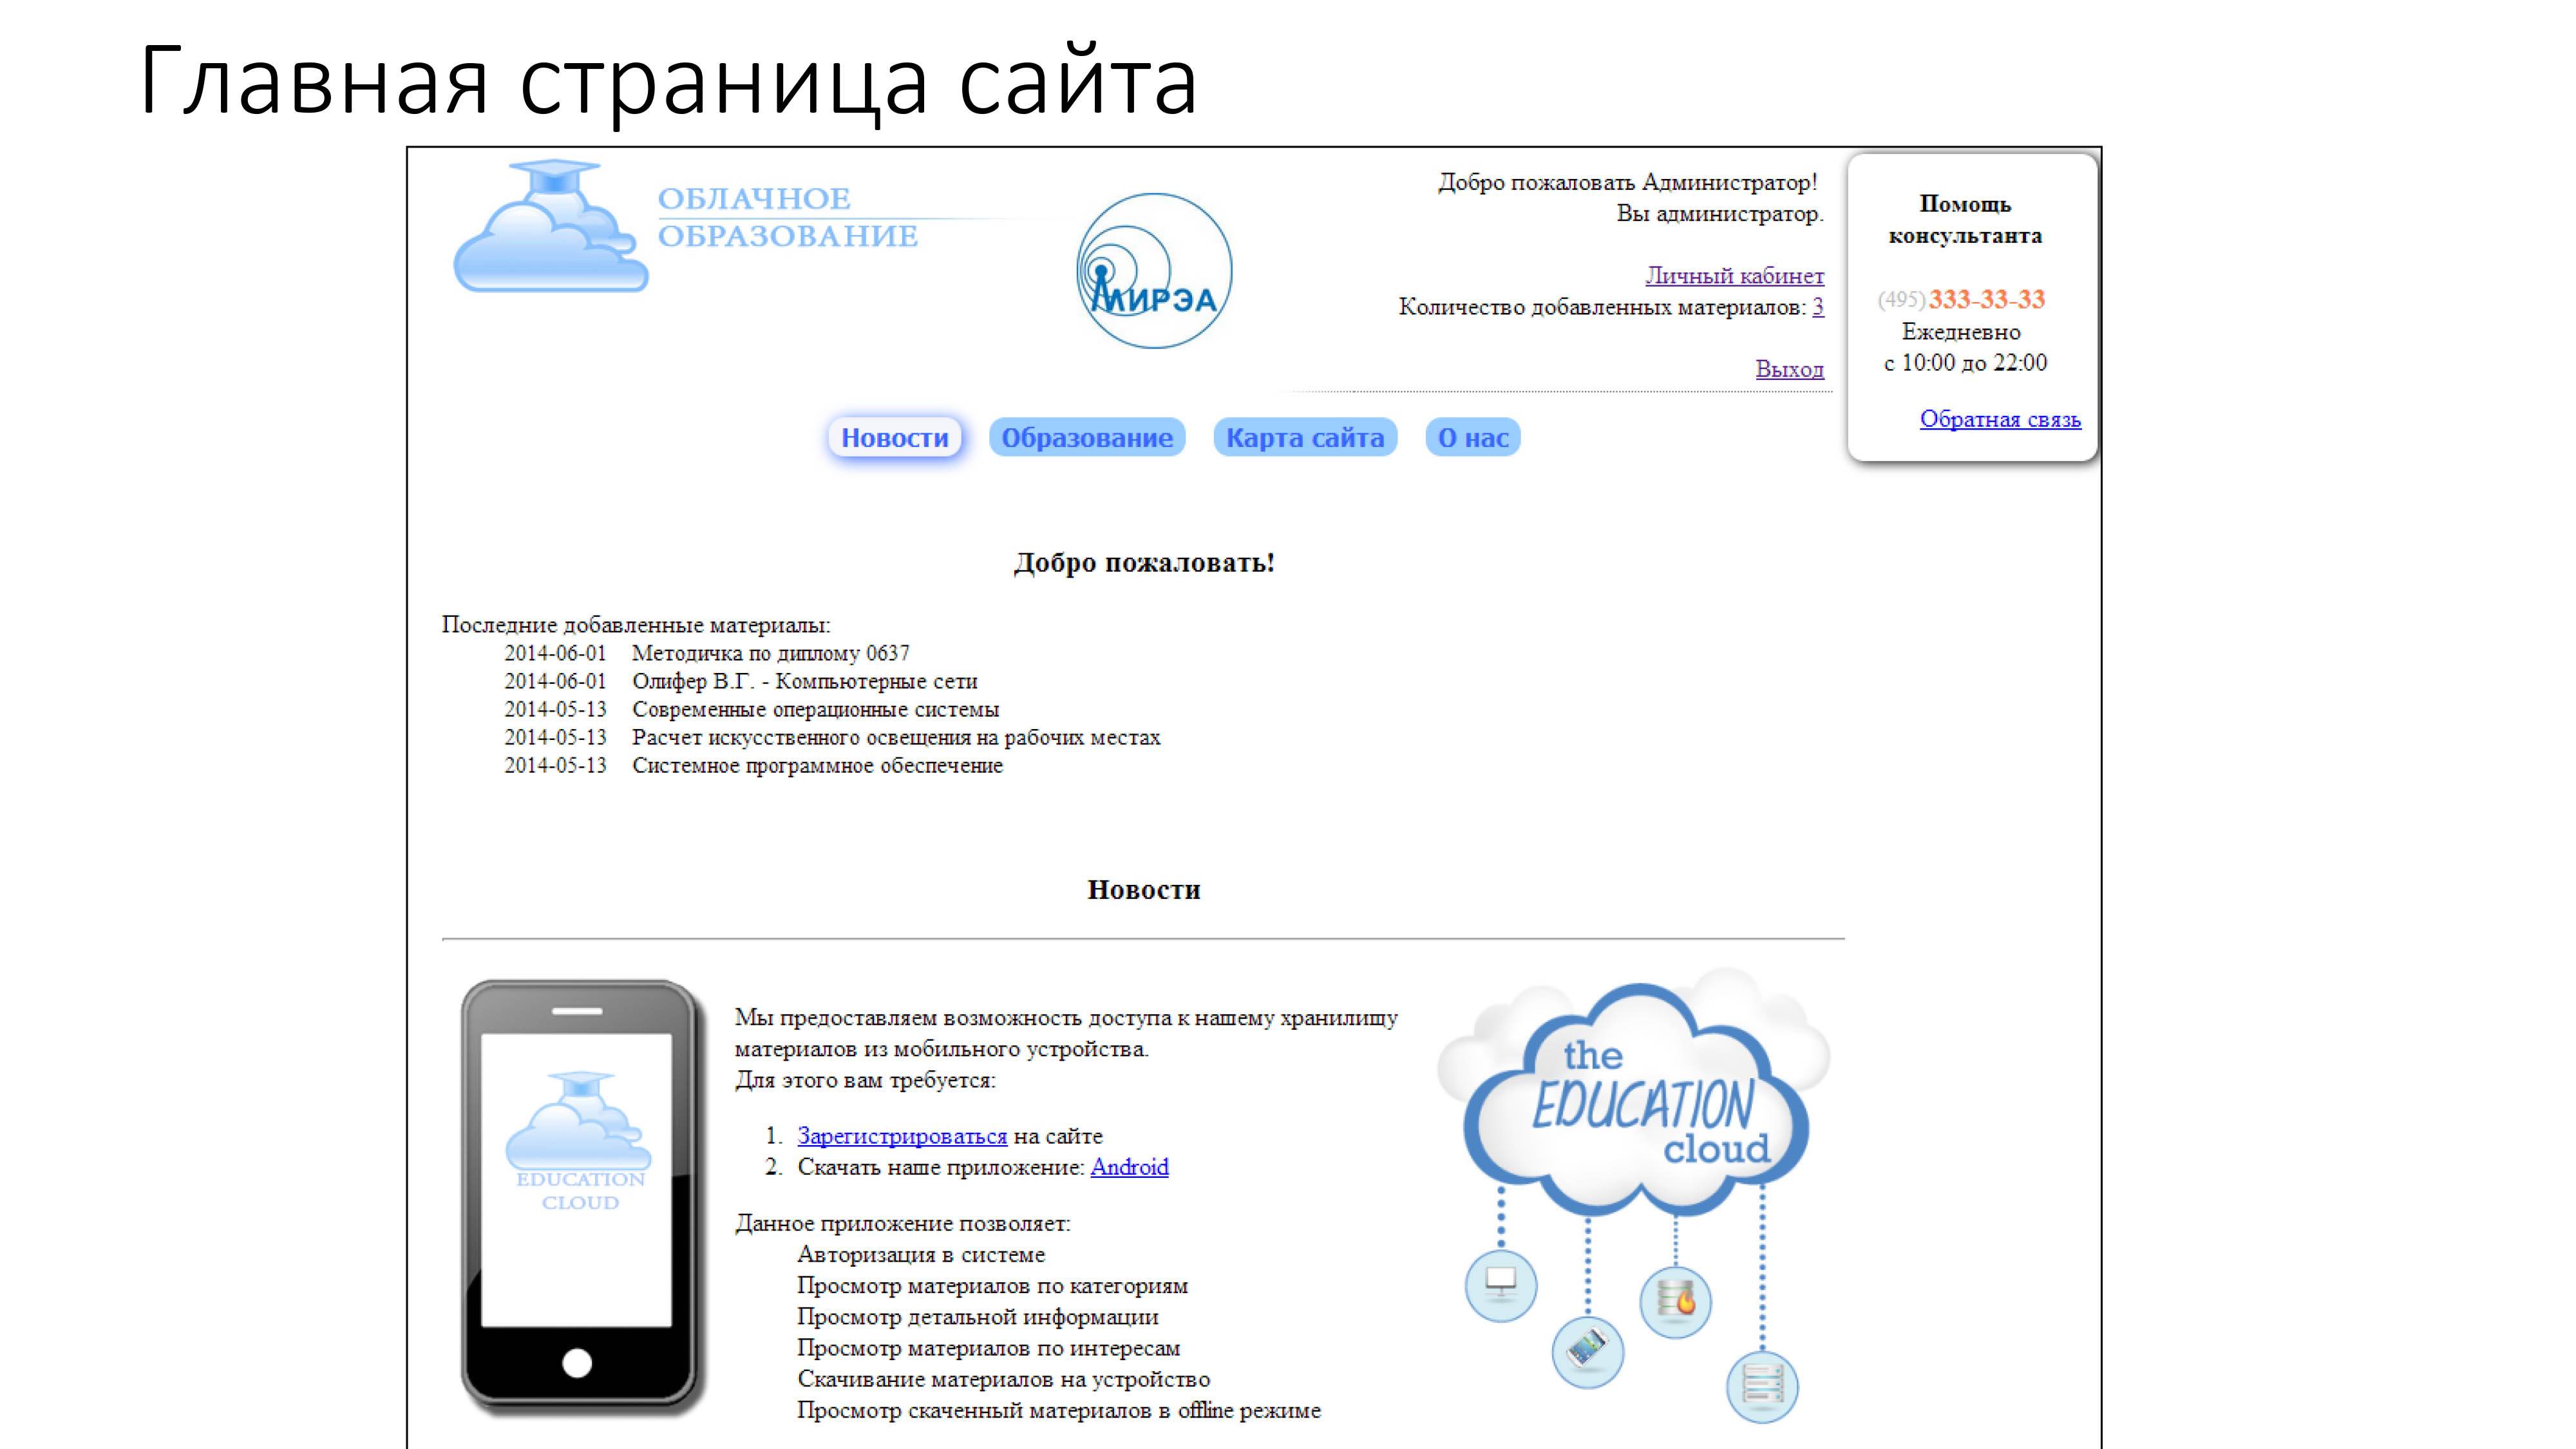 Главная страница сайта
ОБЛАЧНОЕ
ОБРАЗОВАНИЕ
МИРЭА
Добро пожаловать Администратор!
Вы администратор.
Личный кабинет
Количество добавленных материалов: 3
Выход
Помощь
консультанта
(495) 333-33-33
Ежедневно
с 10:00 до 22:00
Обратная связь
Новости Образование Карта сайта О нас
Добро пожаловать!
Последние добавленные материалы:
2014-06-01 Методичка по диплому 0637
2014-06-01 Олифер В.Г. - Компьютерные сети
2014-05-13 Современные операционные системы
2014-05-13 Расчет искусственного освещения на рабочих местах
2014-05-13 Системное программное обеспечение
Новости
EDUCATION
CLOUD
Мы предоставляем возможность доступа к нашему хранилищу
материалов из мобильного устройства.
Для этого вам требуется:
1. Зарегистрироваться на сайте
2. Скачать наше приложение: Android
Данное приложение позволяет:
Авторизация в системе
Просмотр материалов по категориям
Просмотр детальной информации
Просмотр материалов по интересам
Скачивание материалов на устройство
Просмотр скаченный материалов в offline режиме
the
EDUCATION
cloud